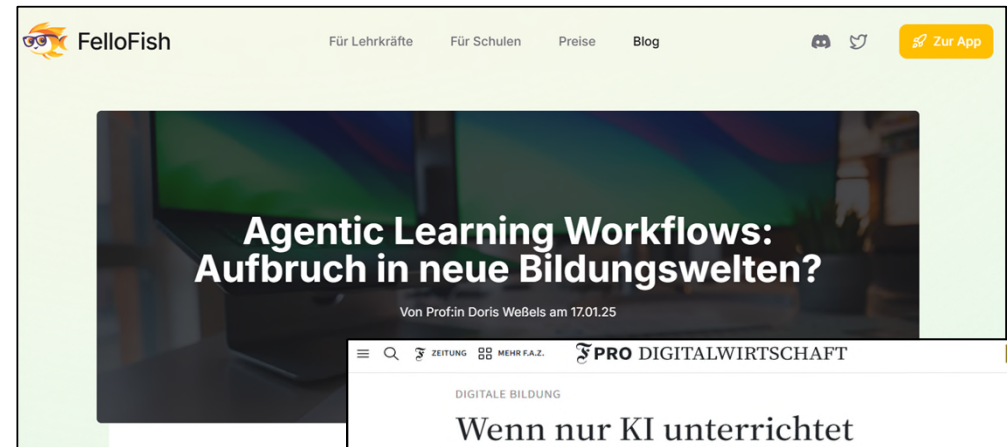 FelloFish
Für Lehrkräfte Für Schulen Preise Blog
Zur App
Agentic Learning Workflows:
Aufbruch in neue Bildungswelten?
Von Prof:in Doris Weßels am 17.01.25
ZEITUNG MEHR F.A.Z. F PRO DIGITALWIRTSCHAFT
DIGITALE BILDUNG
Wenn nur KI unterrichtet